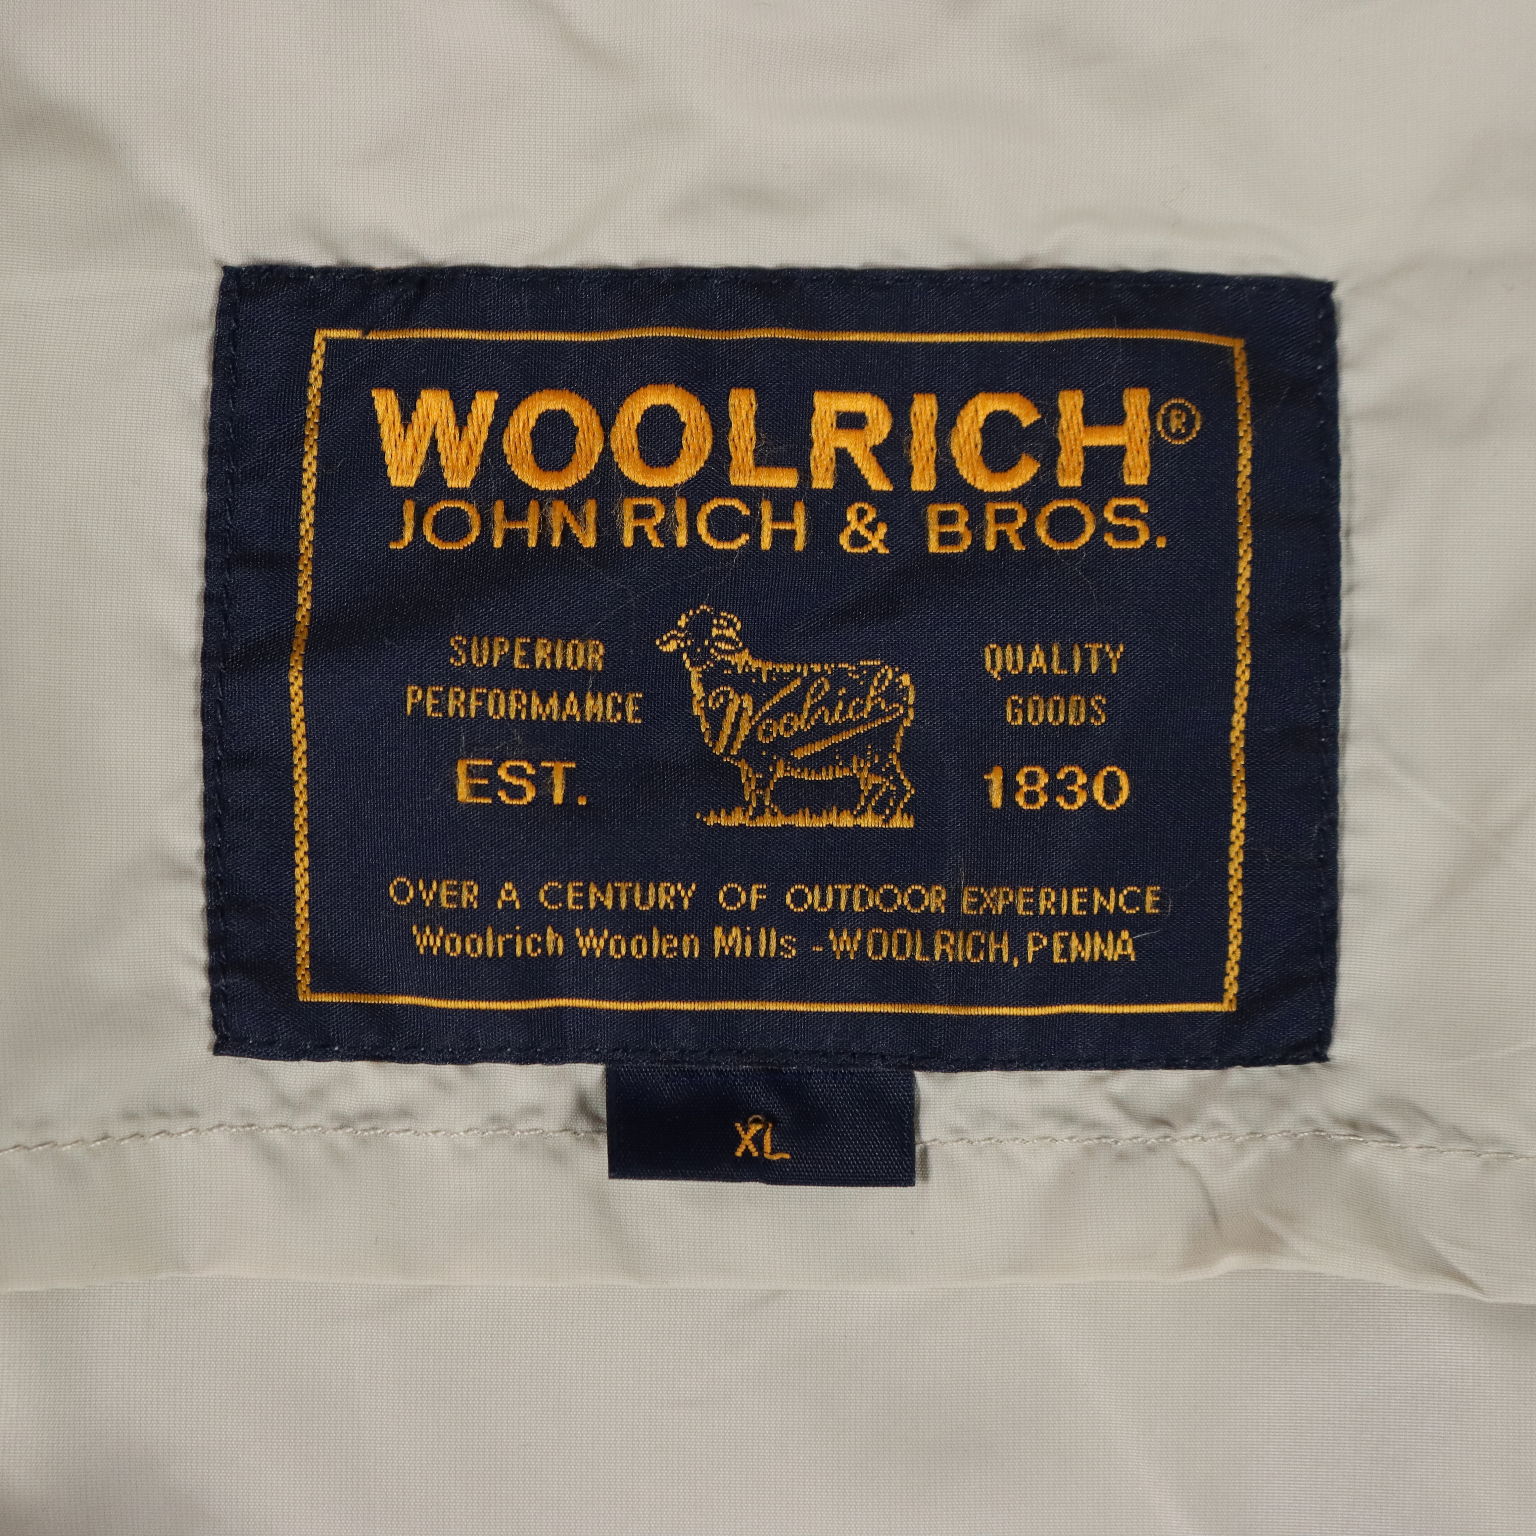 WOOLRICH®
JOHN RICH & BROS.
SUPERIOR
PERFORMANCE
EST.
Woolrich
QUALITY
GOODS
1830
OVER A CENTURY OF OUTDOOR EXPERIENCE
Woolrich Woolen Mills -WOOLRICH, PENNA
XL